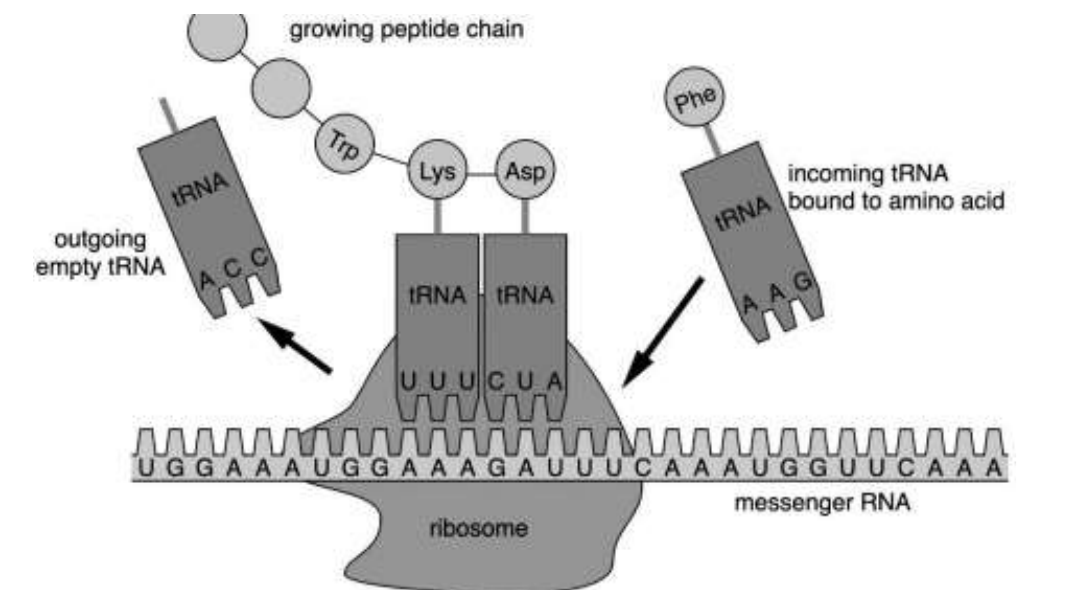 growing peptide chain
Phe
Trp
Lys
Asp
incoming tRNA
bound to amino acid
tRNA
tRNA
outgoing
empty tRNA
A C C
A A G
tRNA
tRNA
U U U
C U A
U G G A A A U G G A A A G A U U U C A A A U G G U U C A A A
messenger RNA
ribosome